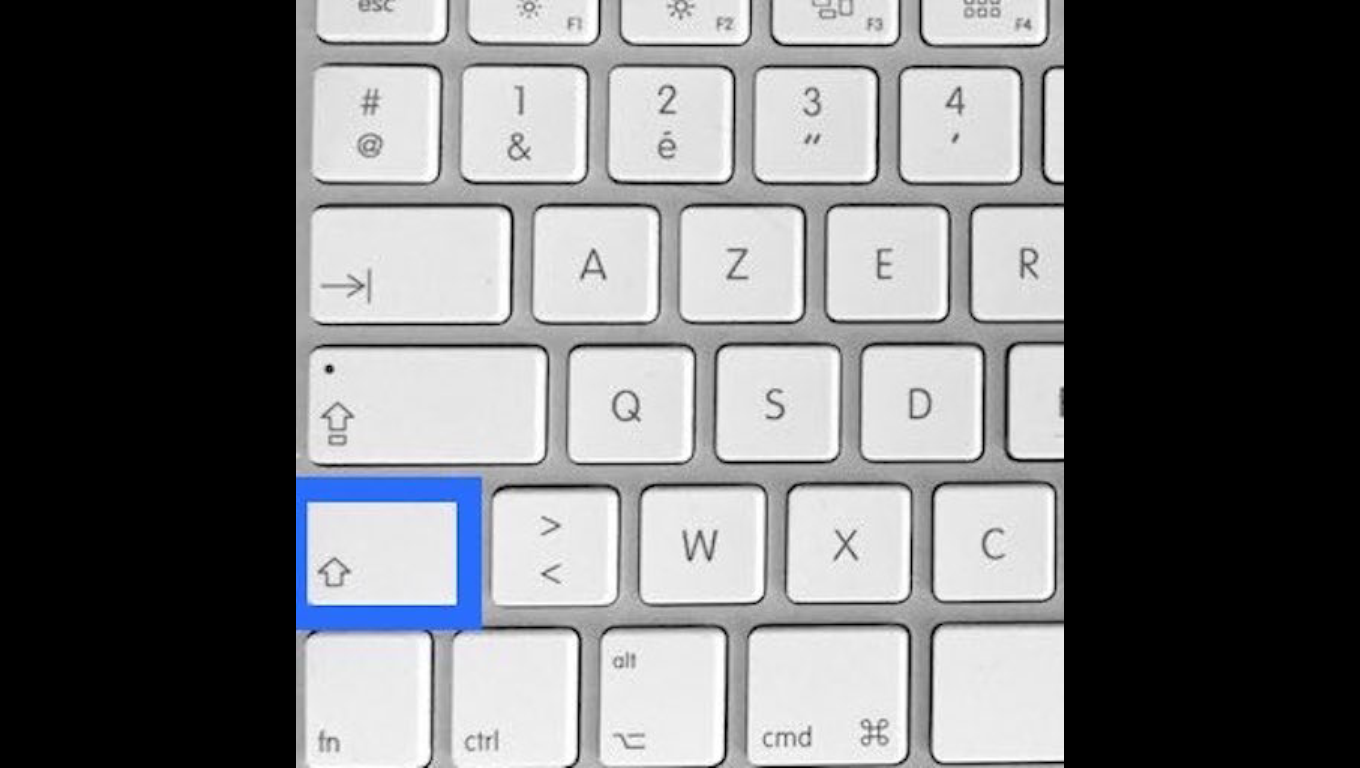 esc F1 F2 F3 F4
# 1 2 3 4
@ & é " '
A Z E R
Q S D
> W X C
<
alt
fn ctrl cmd ⌘